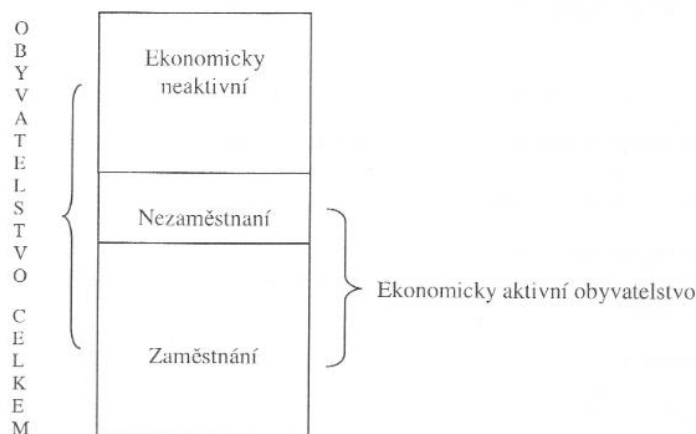 OBYVATELSTVO CELKEM
Ekonomicky
neaktivní
Nezaměstnaní
Ekonomicky aktivní obyvatelstvo
Zaměstnání